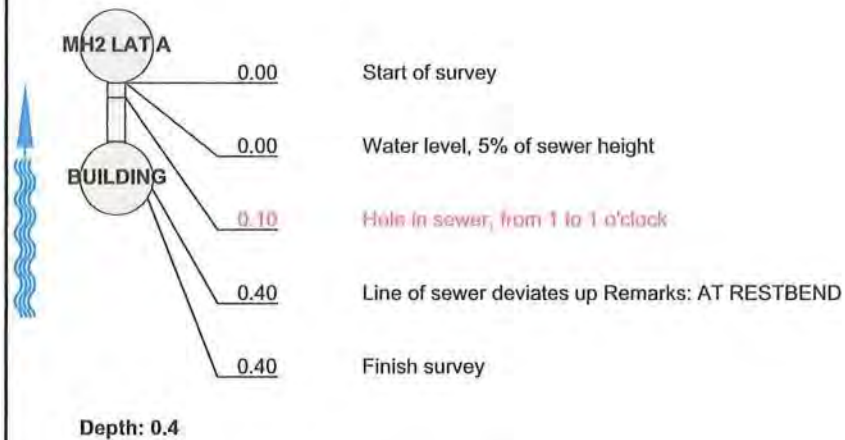 MH2 LAT A
0.00 Start of survey
0.00 Water level, 5% of sewer height
BUILDING
0.10 Hole in sewer, from 1 to 1 o'clock
0.40 Line of sewer deviates up Remarks: AT RESTBEND
0.40 Finish survey
Depth: 0.4